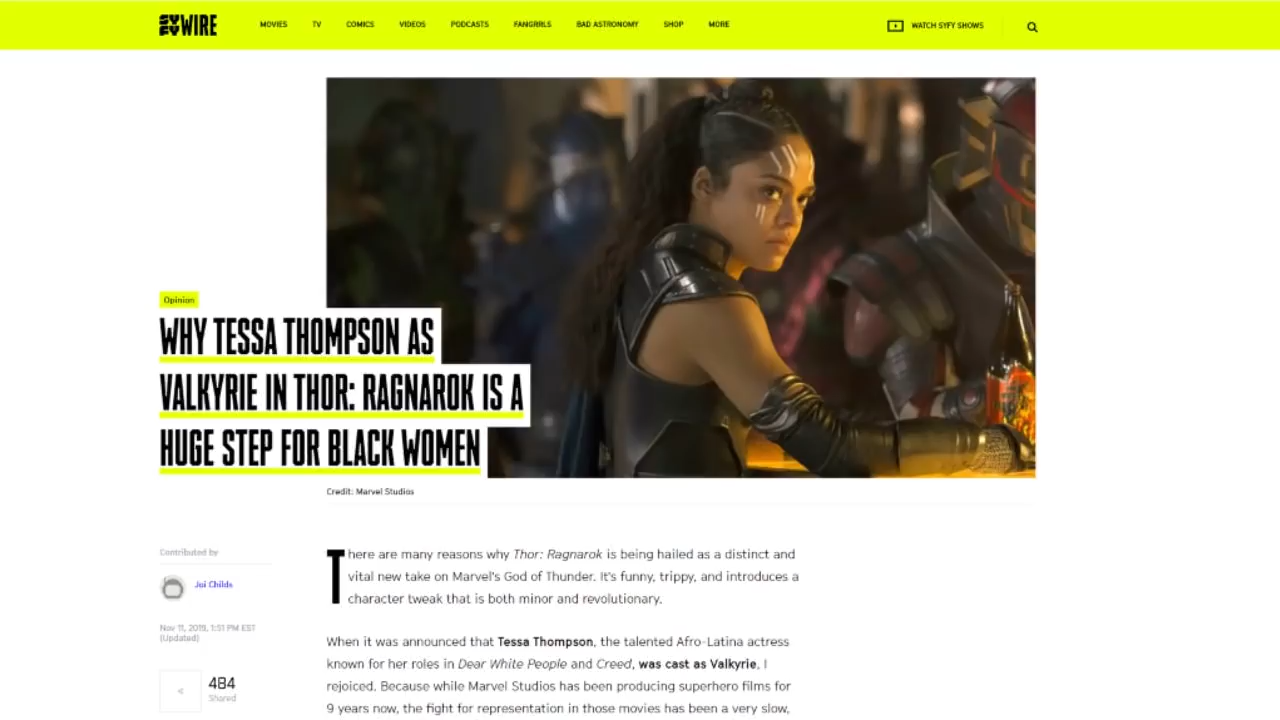 SYFY WIRE
MOVIES TV COMICS VIDEOS PODCASTS FANGRRLS BAD ASTRONOMY SHOP MORE WATCH SYFY SHOWS
Opinion
WHY TESSA THOMPSON AS
VALKYRIE IN THOR: RAGNAROK IS A
HUGE STEP FOR BLACK WOMEN
Credit: Marvel Studios
Contributed by
Joi Childs
Nov 11, 2019, 1:51 PM EST
(Updated)
484
Shared
There are many reasons why Thor: Ragnarok is being hailed as a distinct and
vital new take on Marvel's God of Thunder. It's funny, trippy, and introduces a
character tweak that is both minor and revolutionary.
When it was announced that Tessa Thompson, the talented Afro-Latina actress
known for her roles in Dear White People and Creed, was cast as Valkyrie, I
rejoiced. Because while Marvel Studios has been producing superhero films for
9 years now, the fight for representation in those movies has been a very slow,